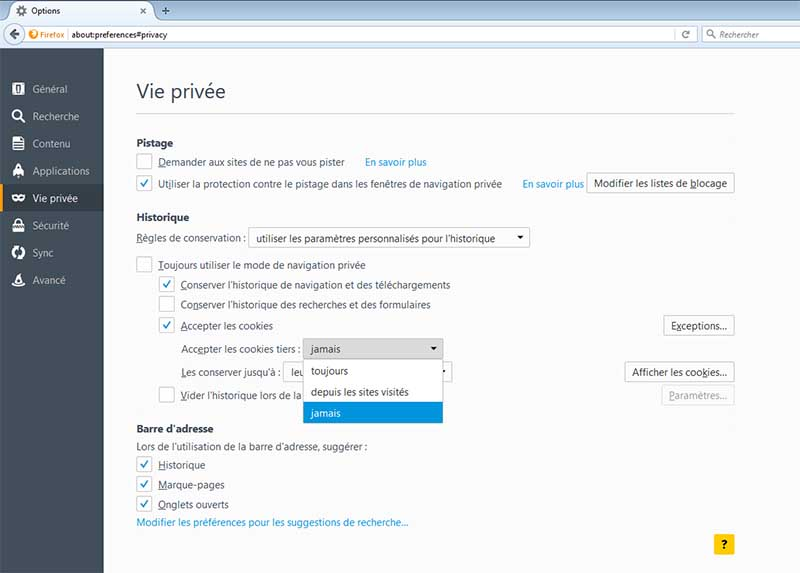 Options
Firefox about:preferences#privacy Rechercher
Général
Recherche
Contenu
Applications
Vie privée
Sécurité
Sync
Avancé
Vie privée
Pistage
Demander aux sites de ne pas vous pister En savoir plus
Utiliser la protection contre le pistage dans les fenêtres de navigation privée En savoir plus Modifier les listes de blocage
Historique
Règles de conservation : utiliser les paramètres personnalisés pour l'historique
Toujours utiliser le mode de navigation privée
Conserver l'historique de navigation et des téléchargements
Conserver l'historique des recherches et des formulaires
Accepter les cookies Exceptions...
Accepter les cookies tiers : jamais
toujours
depuis les sites visités
jamais
Les conserver jusqu'à : Afficher les cookies...
Vider l'historique lors de la Paramètres...
Barre d'adresse
Lors de l'utilisation de la barre d'adresse, suggérer :
Historique
Marque-pages
Onglets ouverts
Modifier les préférences pour les suggestions de recherche...
?